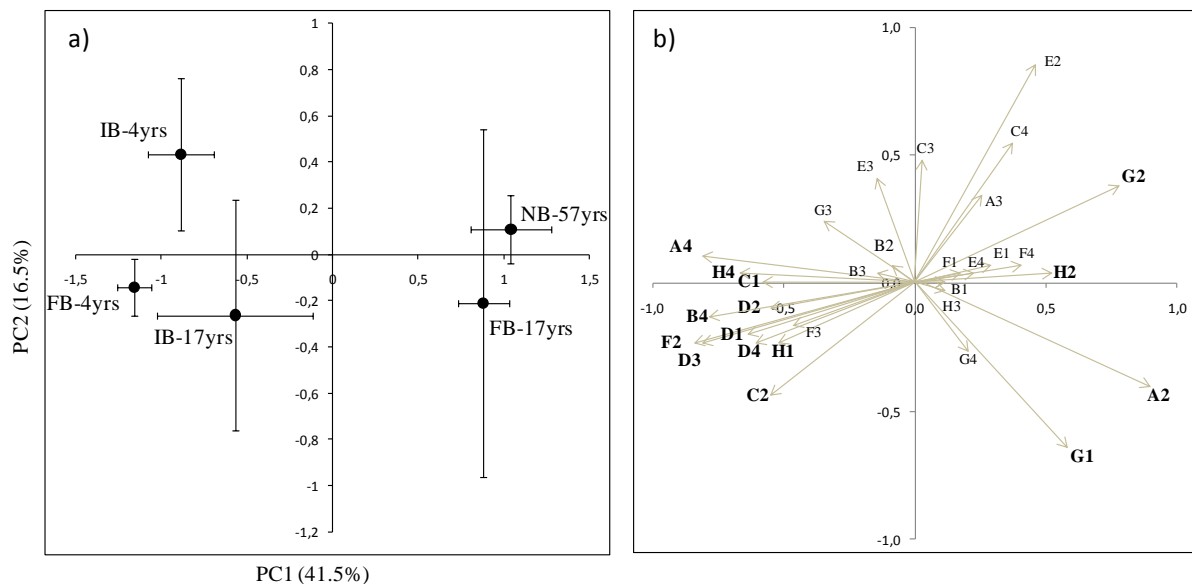 a)
1
0,8
0,6
0,4
0,2
0
-0,2
-0,4
-0,6
-0,8
-1
-1,2
-1,5
-1
-0,5
0
0,5
1
1,5
IB-4yrs
NB-57yrs
FB-4yrs
IB-17yrs
FB-17yrs
PC2 (16.5%)
PC1 (41.5%)
b)
1,0
0,5
0,0
-0,5
-1,0
-1,0
-0,5
0,0
0,5
1,0
E2
C4
C3
E3
G2
A3
G3
A4
B2
H4
B3
F1
E4
E1
F4
H2
C1
B1
D2
H3
B4
F2
D1
F3
D3
D4
H1
G4
C2
A2
G1